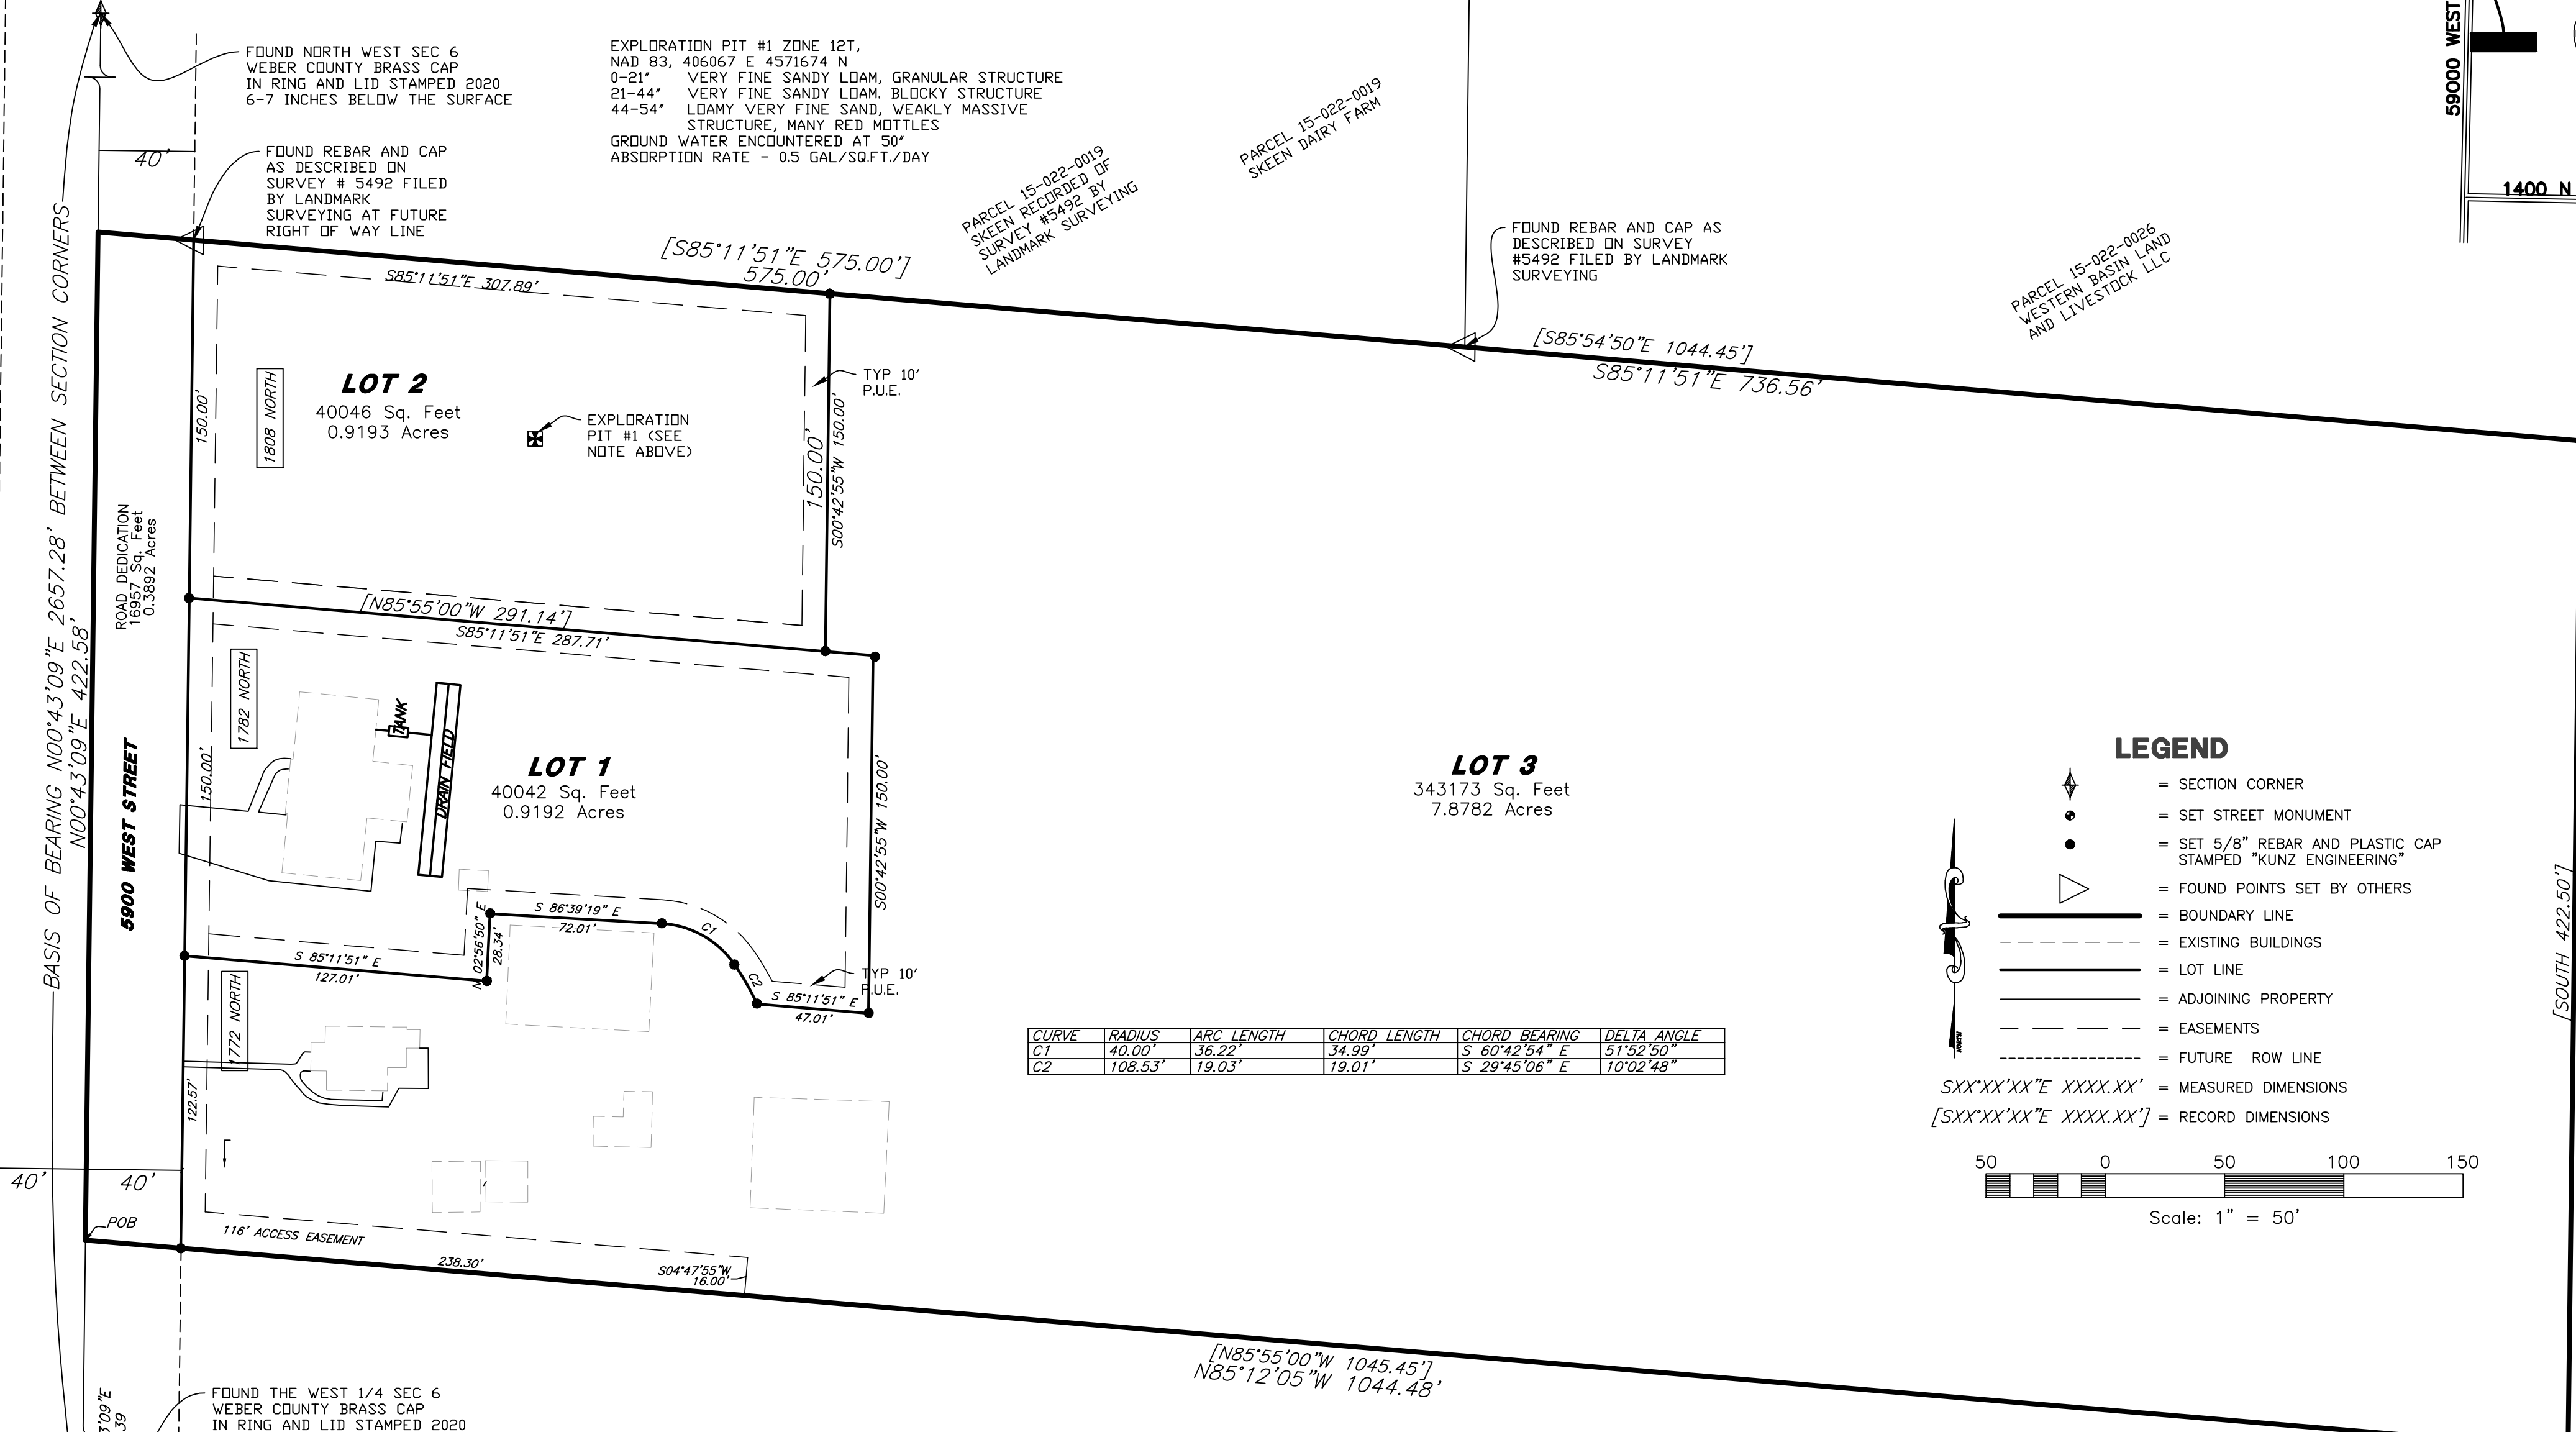 FOUND NORTH WEST SEC 6
WEBER COUNTY BRASS CAP
IN RING AND LID STAMPED 2020
6-7 INCHES BELOW THE SURFACE
EXPLORATION PIT #1 ZONE 12T,
NAD 83, 406067 E 4571674 N
0-21" VERY FINE SANDY LOAM, GRANULAR STRUCTURE
21-44" VERY FINE SANDY LOAM. BLOCKY STRUCTURE
44-54" LOAMY VERY FINE SAND, WEAKLY MASSIVE
STRUCTURE, MANY RED MOTTLES
GROUND WATER ENCOUNTERED AT 50"
ABSORPTION RATE - 0.5 GAL/SQ.FT./DAY
59000 WEST
1400 N
40'
FOUND REBAR AND CAP
AS DESCRIBED ON
SURVEY # 5492 FILED
BY LANDMARK
SURVEYING AT FUTURE
RIGHT OF WAY LINE
PARCEL 15-022-0019
SKEEN RECORDED OF
SURVEY #5492 BY
LANDMARK SURVEYING
PARCEL 15-022-0019
SKEEN DAIRY FARM
FOUND REBAR AND CAP AS
DESCRIBED ON SURVEY
#5492 FILED BY LANDMARK
SURVEYING
PARCEL 15-022-0026
WESTERN BASIN LAND
AND LIVESTOCK LLC
[S85°11'51"E 575.00']
575.00'
S85°11'51"E 307.89'
[S85°54'50"E 1044.45']
S85°11'51"E 736.56'
BASIS OF BEARING N00°43'09"E 2657.28' BETWEEN SECTION CORNERS
N00°43'09"E 422.58'
ROAD DEDICATION
16957 Sq. Feet
0.3892 Acres
5900 WEST STREET
150.00'
1808 NORTH
LOT 2
40046 Sq. Feet
0.9193 Acres
EXPLORATION
PIT #1 (SEE
NOTE ABOVE)
TYP 10'
P.U.E.
150.00'
S00°42'55"W 150.00'
[N85°55'00"W 291.14']
S85°11'51"E 287.71'
1782 NORTH
150.00'
TANK
DRAIN FIELD
LOT 1
40042 Sq. Feet
0.9192 Acres
S00°42'55"W 150.00'
S 86°39'19" E
72.01'
C1
C2
N 02°56'50" E
28.34'
S 85°11'51" E
127.01'
TYP 10'
P.U.E.
S 85°11'51" E
47.01'
LOT 3
343173 Sq. Feet
7.8782 Acres
1772 NORTH
122.57'
CURVE RADIUS ARC LENGTH CHORD LENGTH CHORD BEARING DELTA ANGLE
C1 40.00' 36.22' 34.99' S 60°42'54" E 51°52'50"
C2 108.53' 19.03' 19.01' S 29°45'06" E 10°02'48"
LEGEND
= SECTION CORNER
= SET STREET MONUMENT
= SET 5/8" REBAR AND PLASTIC CAP
STAMPED "KUNZ ENGINEERING"
= FOUND POINTS SET BY OTHERS
= BOUNDARY LINE
= EXISTING BUILDINGS
= LOT LINE
= ADJOINING PROPERTY
= EASEMENTS
= FUTURE ROW LINE
SXX°XX'XX"E XXXX.XX' = MEASURED DIMENSIONS
[SXX°XX'XX"E XXXX.XX'] = RECORD DIMENSIONS
NORTH
50 0 50 100 150
Scale: 1" = 50'
[SOUTH 422.50']
40' 40'
POB
116' ACCESS EASEMENT
238.30'
S04°47'55"W
16.00'
[N85°55'00"W 1045.45']
N85°12'05"W 1044.48'
3'09"E
39
FOUND THE WEST 1/4 SEC 6
WEBER COUNTY BRASS CAP
IN RING AND LID STAMPED 2020